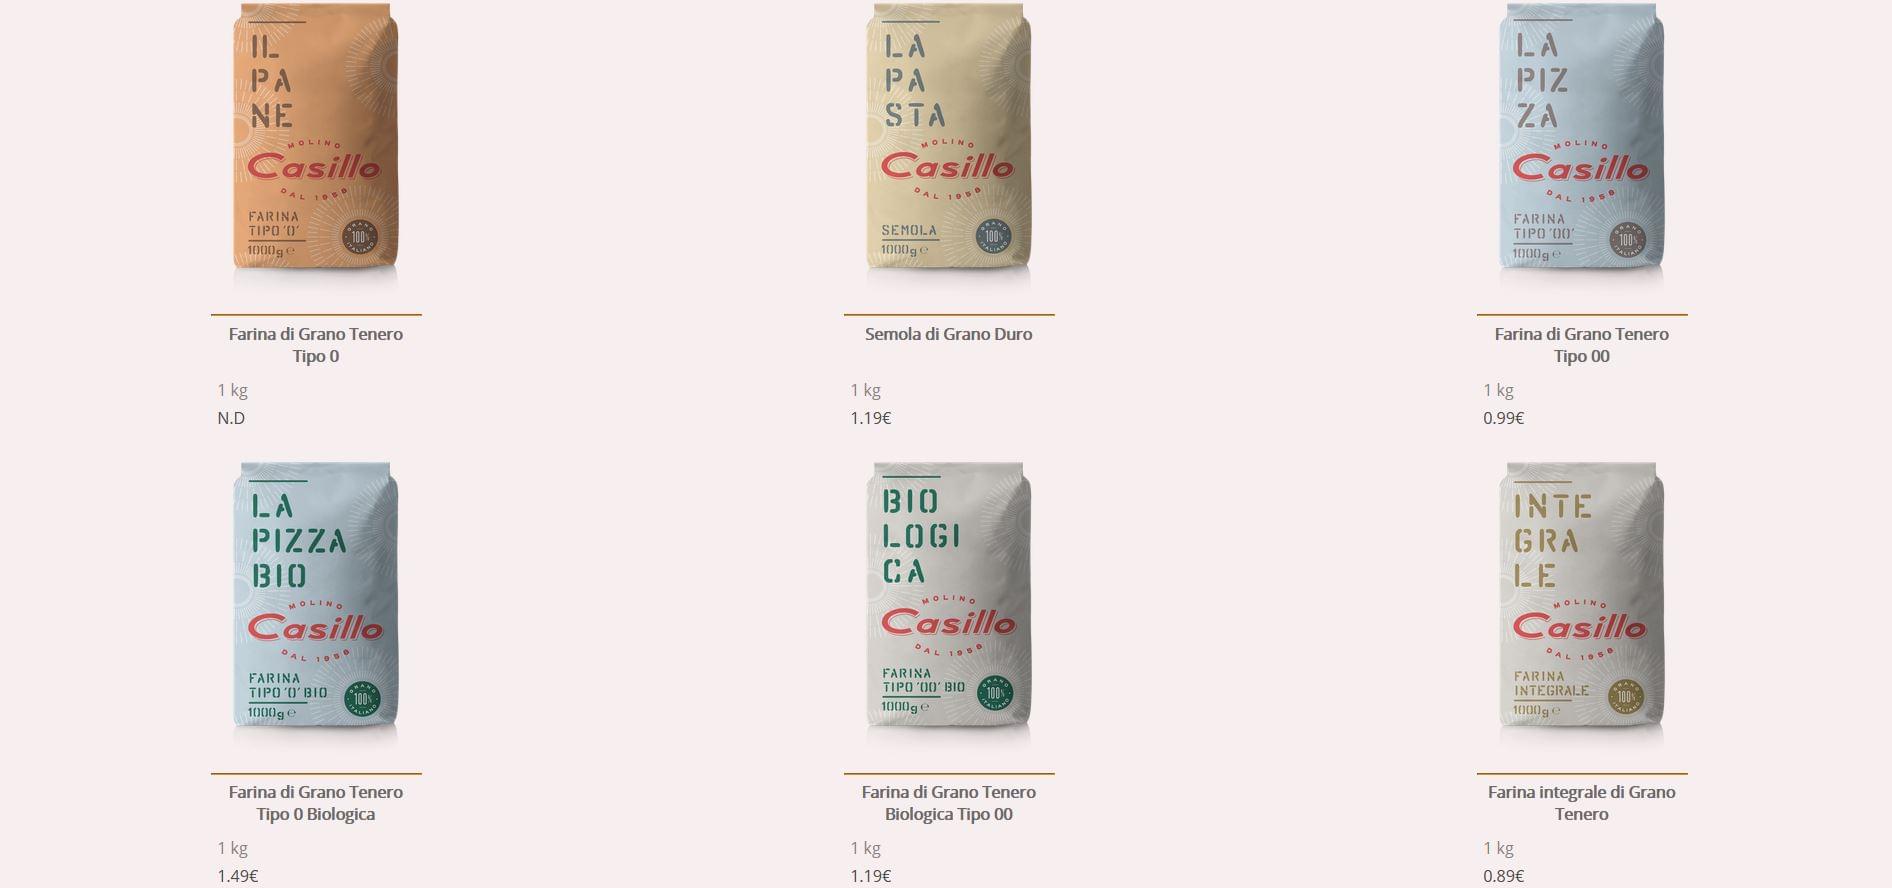 IL
PA
NE
MOLINO
Casillo
DAL 1958
FARINA
TIPO '0'
1000g e
GRANO
100%
ITALIANO
Farina di Grano Tenero
Tipo 0
1 kg
N.D
LA
PA
STA
MOLINO
Casillo
DAL 1958
SEMOLA
1000g e
GRANO
100%
ITALIANO
Semola di Grano Duro
1 kg
1.19€
LA
PIZ
ZA
MOLINO
Casillo
DAL 1958
FARINA
TIPO '00'
1000g e
GRANO
100%
ITALIANO
Farina di Grano Tenero
Tipo 00
1 kg
0.99€
LA
PIZZA
BIO
MOLINO
Casillo
DAL 1958
FARINA
TIPO '0' BIO
1000g e
GRANO
100%
ITALIANO
Farina di Grano Tenero
Tipo 0 Biologica
1 kg
1.49€
BIO
LOGI
CA
MOLINO
Casillo
DAL 1958
FARINA
TIPO '00' BIO
1000g e
GRANO
100%
ITALIANO
Farina di Grano Tenero
Biologica Tipo 00
1 kg
1.19€
INTE
GRA
LE
MOLINO
Casillo
DAL 1958
FARINA
INTEGRALE
1000g e
GRANO
100%
ITALIANO
Farina integrale di Grano
Tenero
1 kg
0.89€